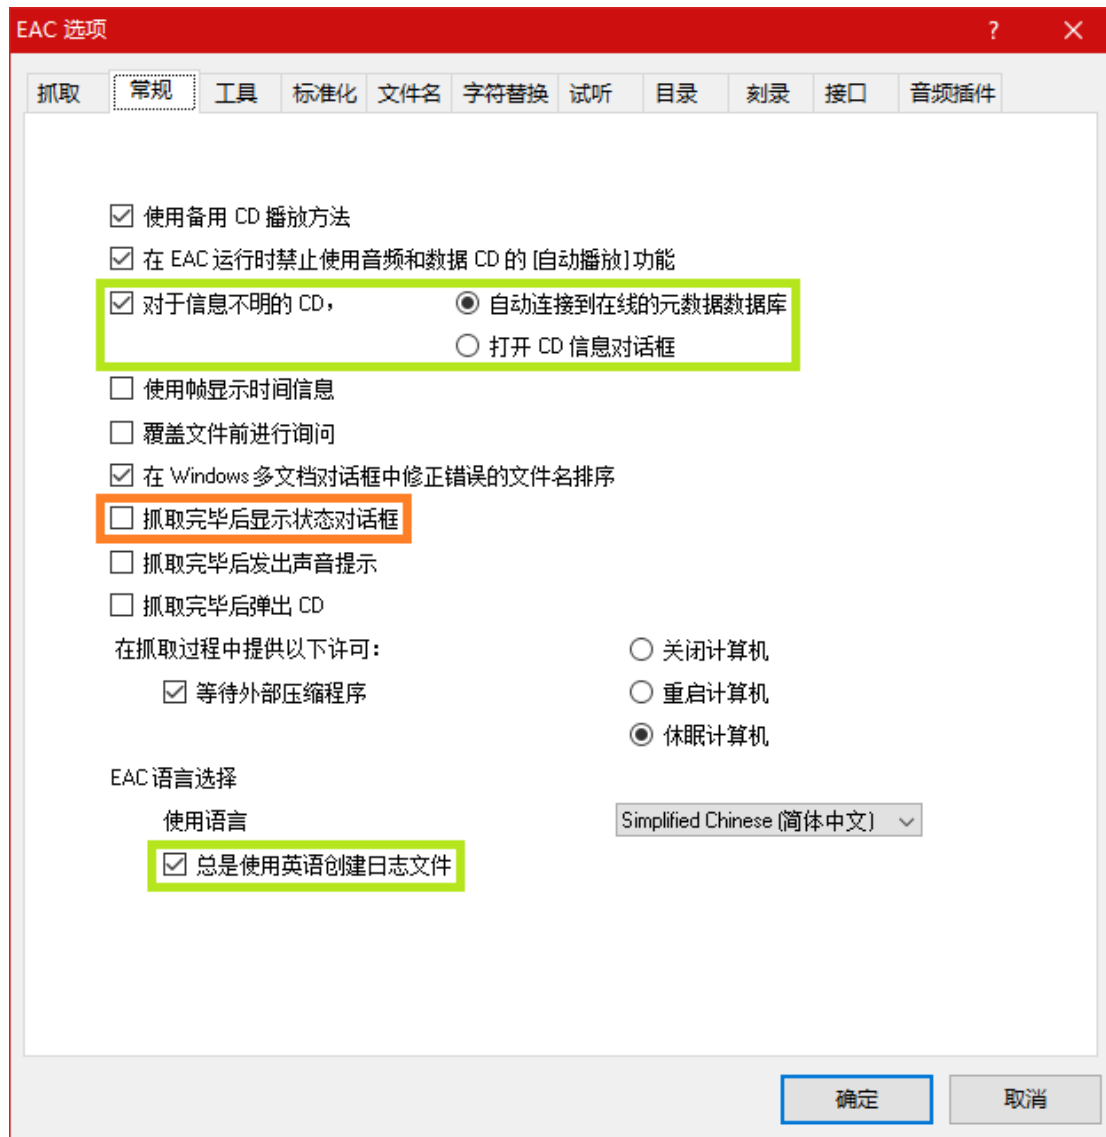 EAC 选项 ?
抓取 常规 工具 标准化 文件名 字符替换 试听 目录 刻录 接口 音频插件
使用备用 CD 播放方法
在 EAC 运行时禁止使用音频和数据 CD 的 [自动播放] 功能
对于信息不明的 CD， 自动连接到在线的元数据数据库
打开 CD 信息对话框
使用帧显示时间信息
覆盖文件前进行询问
在 Windows 多文档对话框中修正错误的文件名排序
抓取完毕后显示状态对话框
抓取完毕后发出声音提示
抓取完毕后弹出 CD
在抓取过程中提供以下许可： 关闭计算机
等待外部压缩程序 重启计算机
休眠计算机
EAC 语言选择
使用语言 Simplified Chinese (简体中文)
总是使用英语创建日志文件
确定 取消